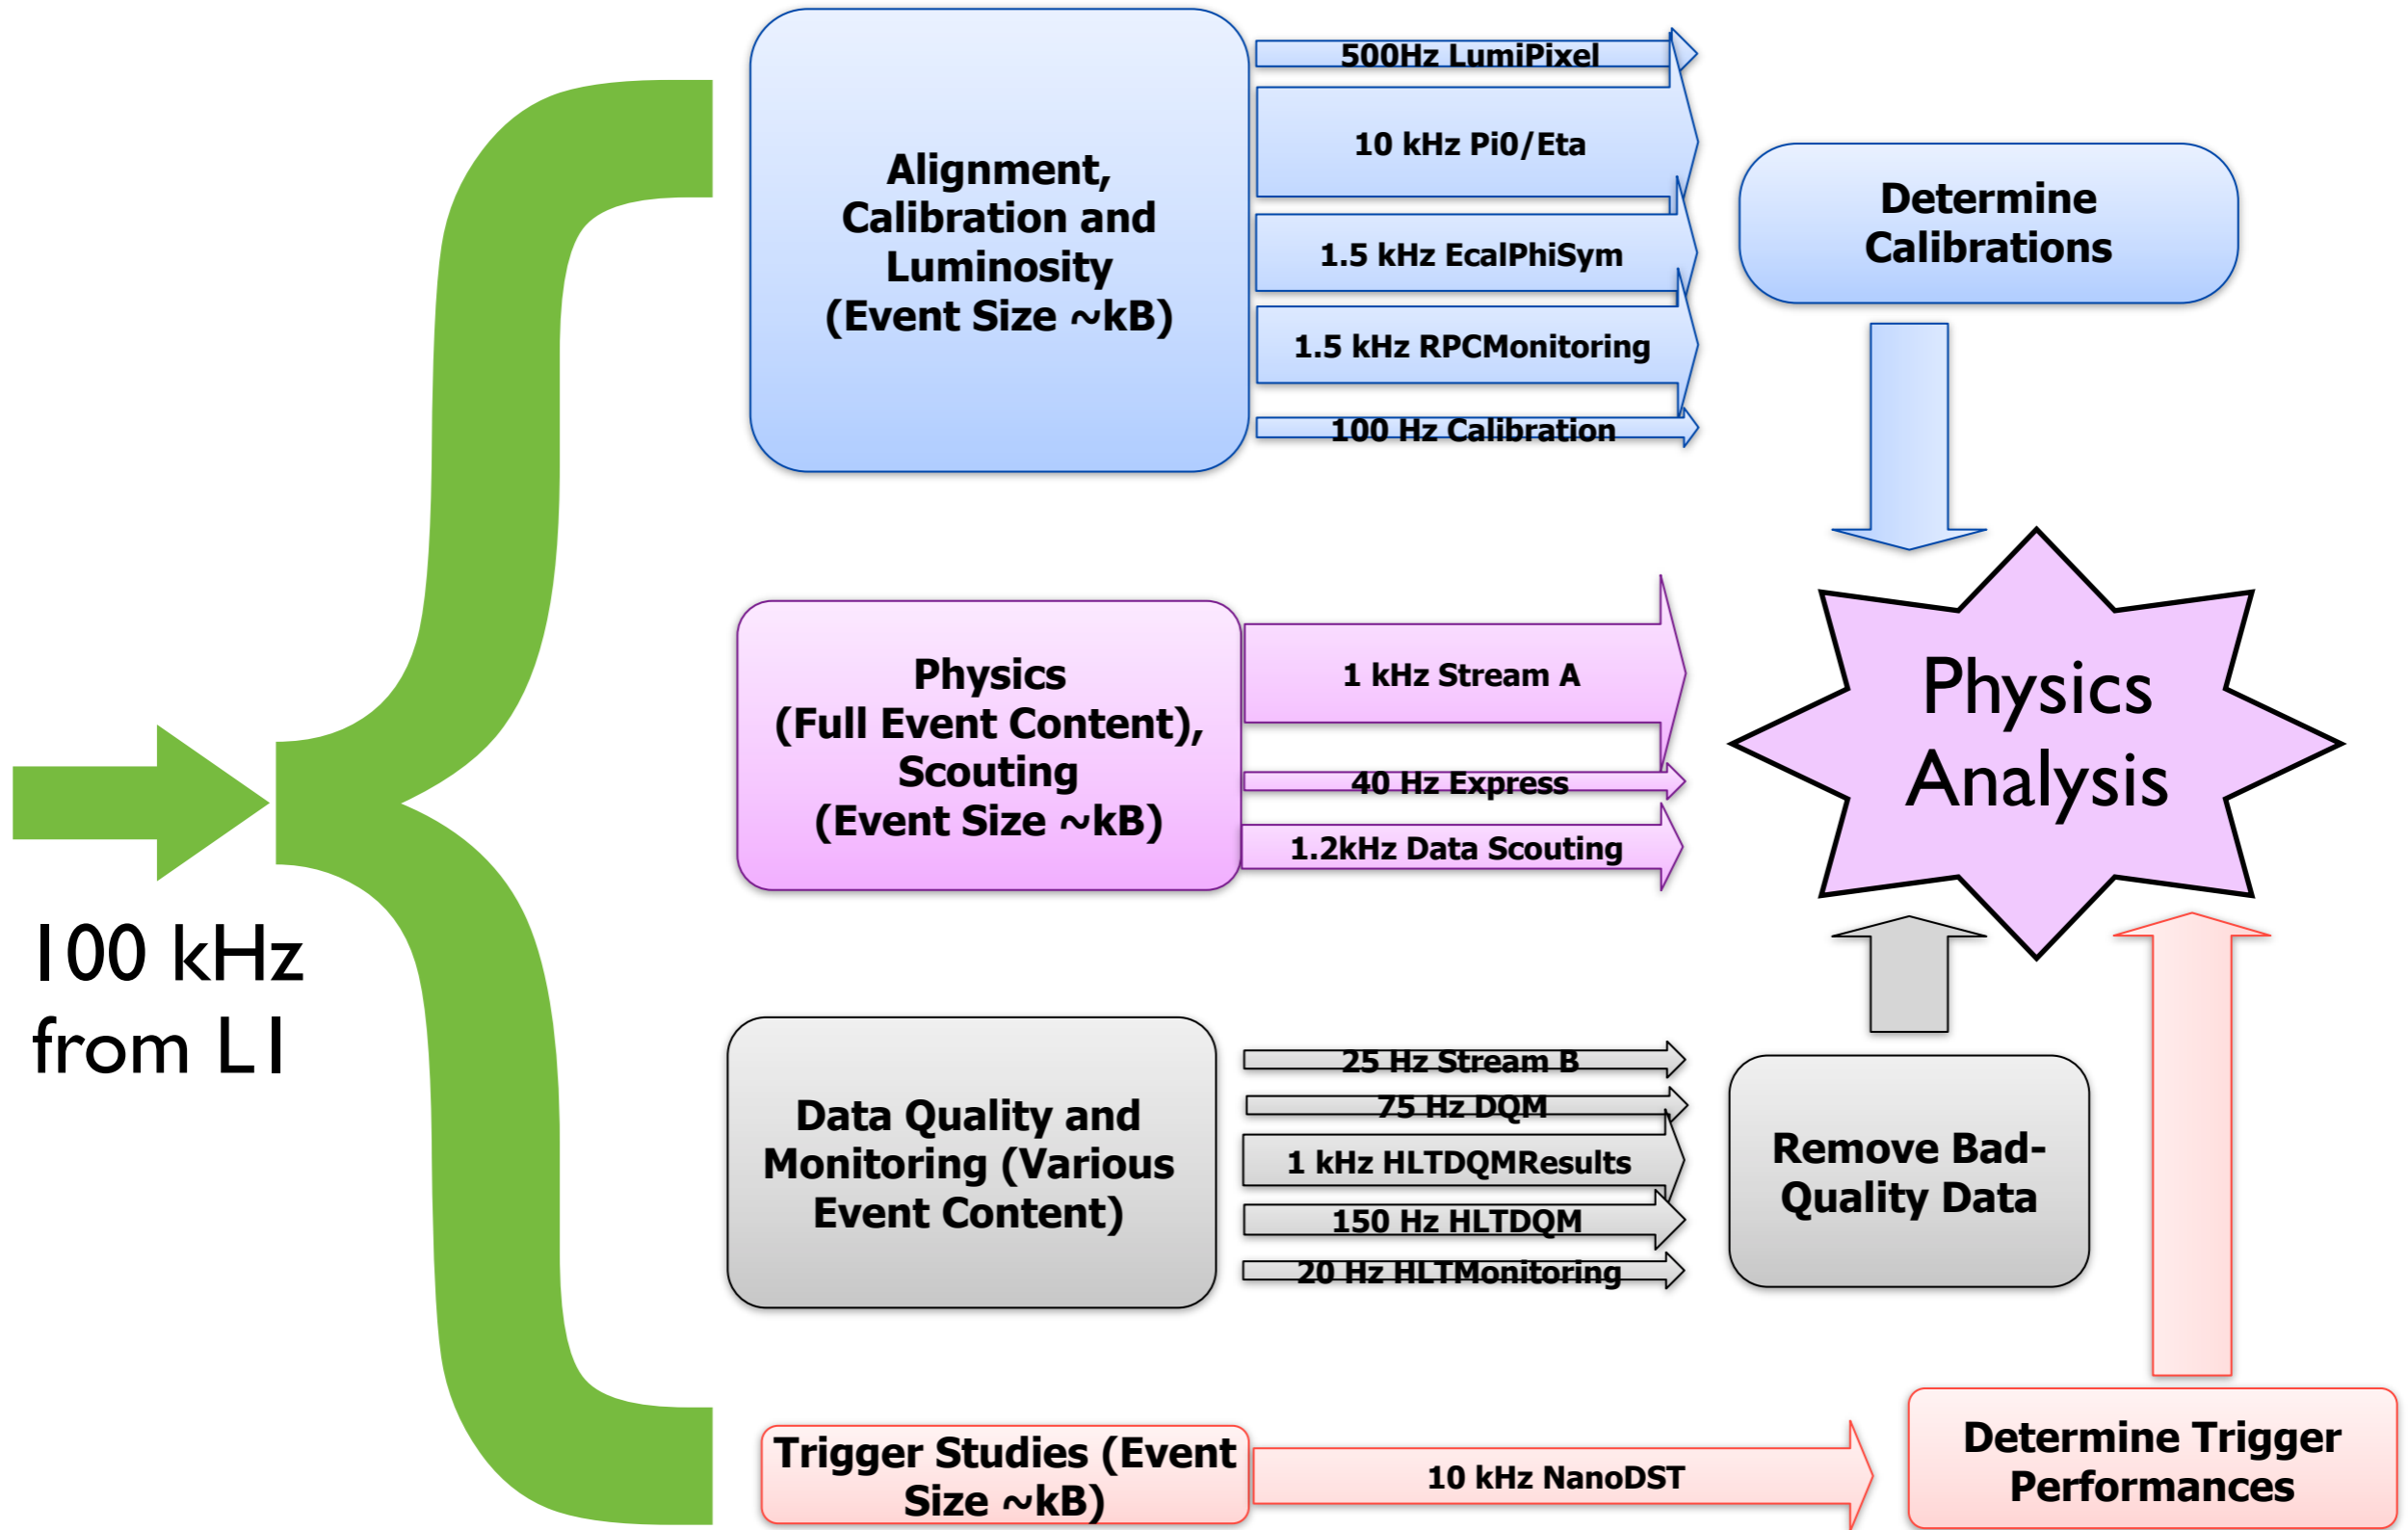 100 kHz
from L1
Alignment,
Calibration and
Luminosity
(Event Size ~kB)
500Hz LumiPixel
10 kHz Pi0/Eta
1.5 kHz EcalPhiSym
1.5 kHz RPCMonitoring
100 Hz Calibration
Determine
Calibrations
Physics
(Full Event Content),
Scouting
(Event Size ~kB)
1 kHz Stream A
40 Hz Express
1.2kHz Data Scouting
Physics
Analysis
Data Quality and
Monitoring (Various
Event Content)
25 Hz Stream B
75 Hz DQM
1 kHz HLTDQMResults
150 Hz HLTDQM
20 Hz HLTMonitoring
Remove Bad-
Quality Data
Trigger Studies (Event
Size ~kB)
10 kHz NanoDST
Determine Trigger
Performances